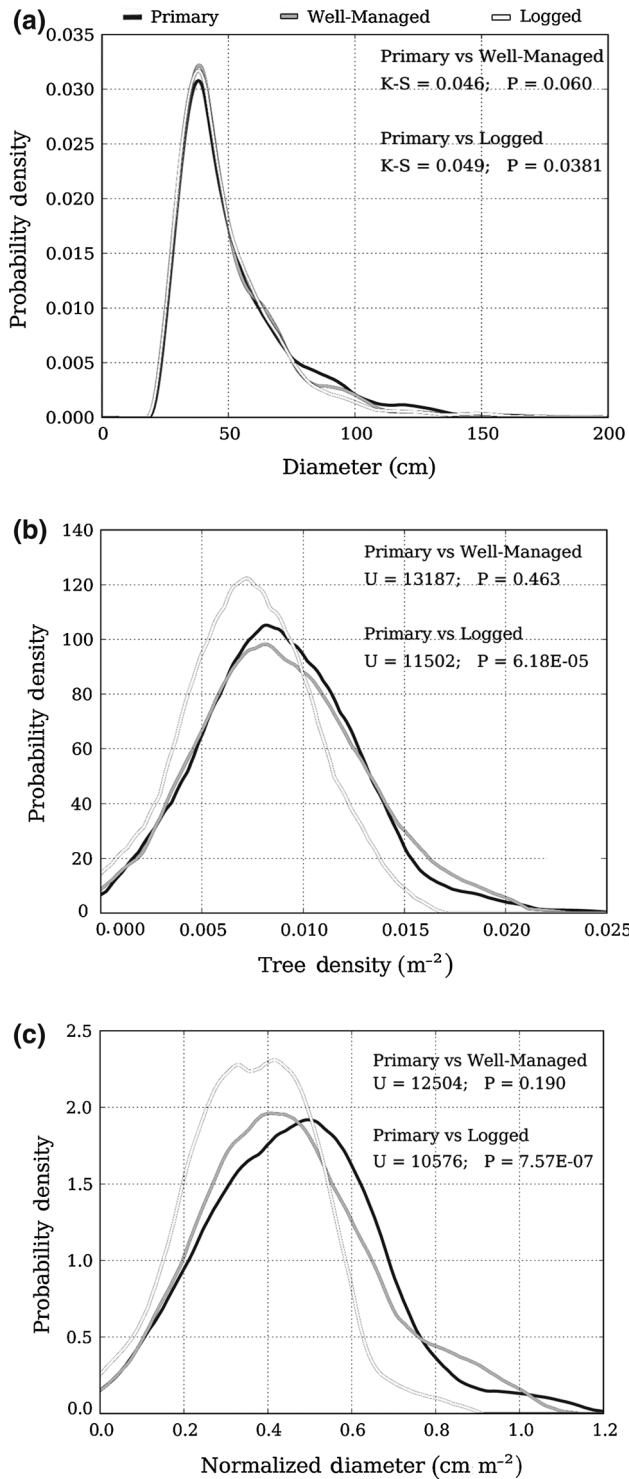 (a) Primary Well-Managed Logged
0.035
0.030
0.025
0.020
0.015
0.010
0.005
0.000
Probability density
Primary vs Well-Managed
K-S = 0.046; P = 0.060
Primary vs Logged
K-S = 0.049; P = 0.0381
0 50 100 150 200
Diameter (cm)
(b)
140
120
100
80
60
40
20
0
Probability density
Primary vs Well-Managed
U = 13187; P = 0.463
Primary vs Logged
U = 11502; P = 6.18E-05
0.000 0.005 0.010 0.015 0.020 0.025
Tree density (m⁻²)
(c)
2.5
2.0
1.5
1.0
0.5
0.0
Probability density
Primary vs Well-Managed
U = 12504; P = 0.190
Primary vs Logged
U = 10576; P = 7.57E-07
0.0 0.2 0.4 0.6 0.8 1.0 1.2
Normalized diameter (cm m⁻²)